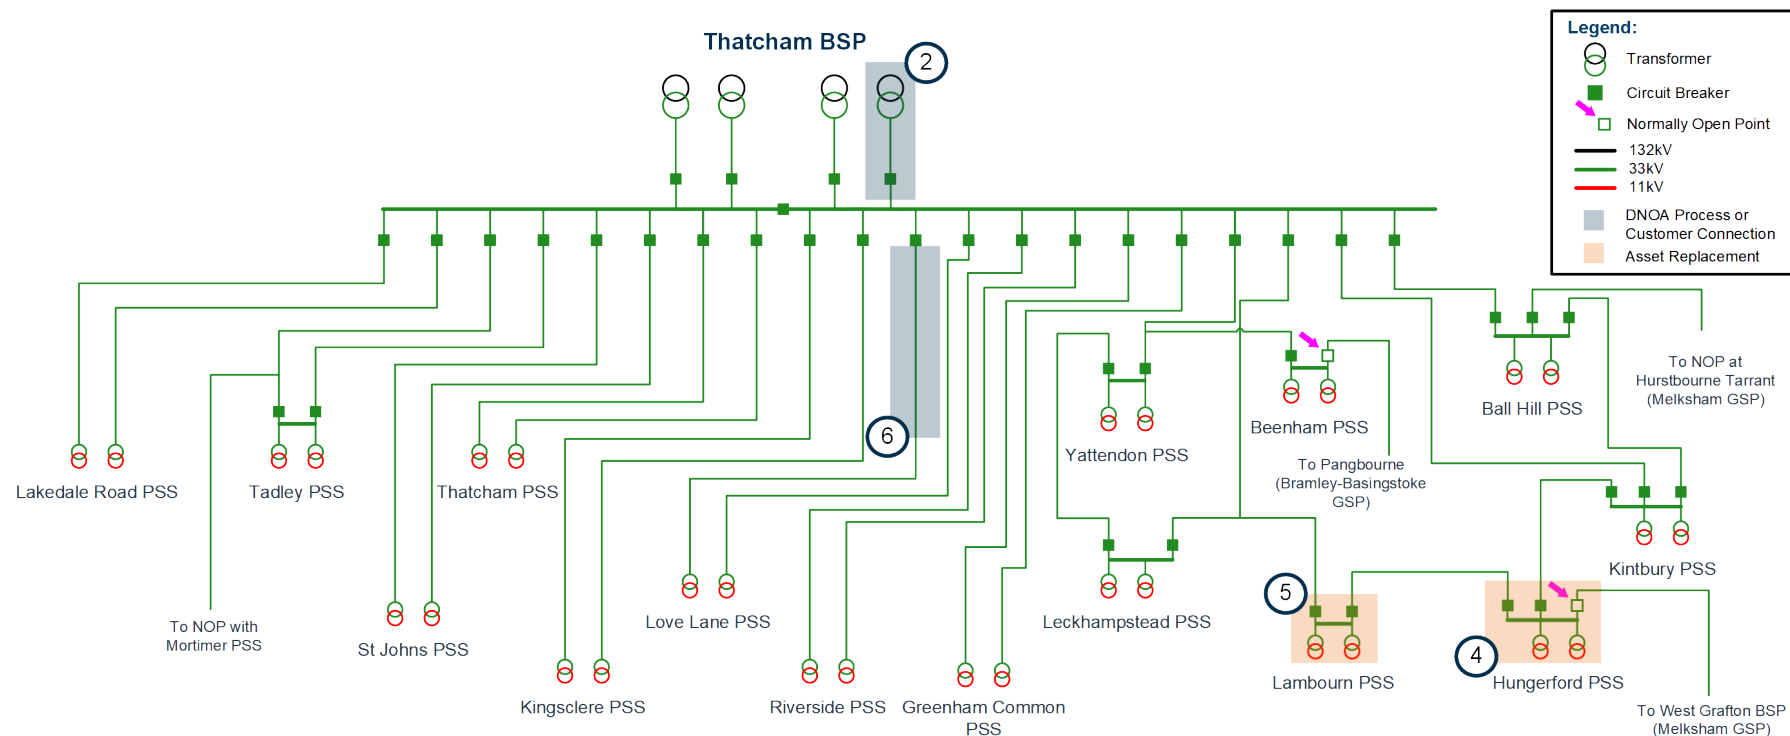 Thatcham BSP
2
Legend:
Transformer
Circuit Breaker
Normally Open Point
132kV
33kV
11kV
DNOA Process or
Customer Connection
Asset Replacement
To NOP at
Hurstbourne Tarrant
(Melksham GSP)
Ball Hill PSS
Beenham PSS
6
Yattendon PSS
To Pangbourne
(Bramley-Basingstoke
GSP)
Lakedale Road PSS
Tadley PSS
Thatcham PSS
Kintbury PSS
5
Love Lane PSS
Leckhampstead PSS
To NOP with
Mortimer PSS
St Johns PSS
4
Lambourn PSS
Hungerford PSS
Kingsclere PSS
Riverside PSS
Greenham Common
PSS
To West Grafton BSP
(Melksham GSP)